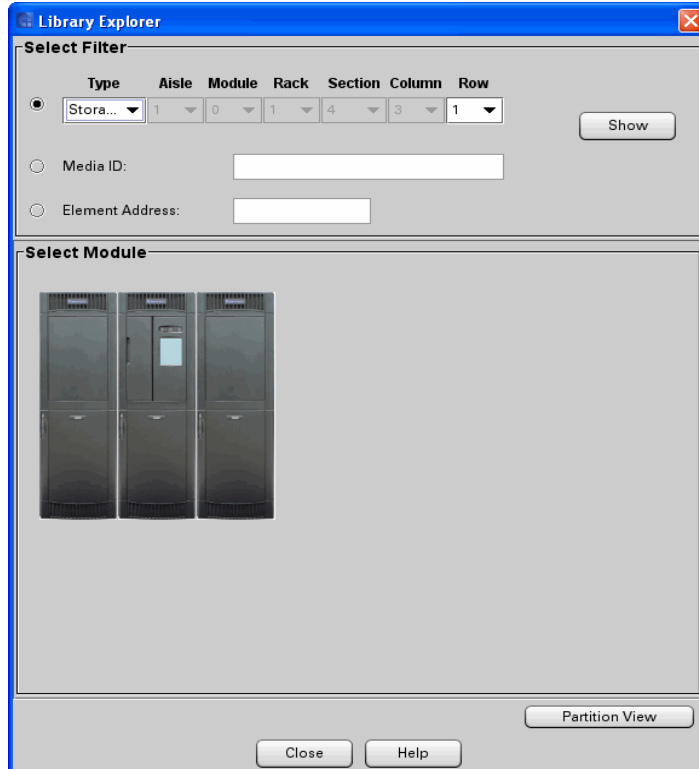 Library Explorer
Select Filter
Type Aisle Module Rack Section Column Row
Stora... 1 0 1 4 3 1
Show
Media ID:
Element Address:
Select Module
Partition View
Close Help